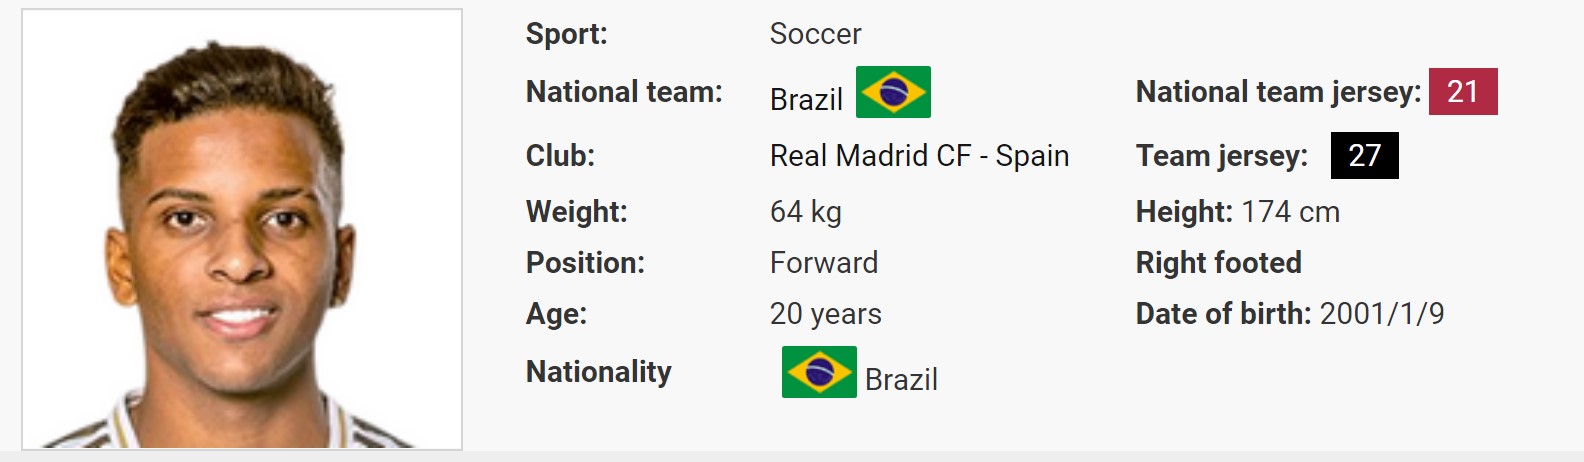 Sport: Soccer
National team: Brazil National team jersey: 21
Club: Real Madrid CF - Spain Team jersey: 27
Weight: 64 kg Height: 174 cm
Position: Forward Right footed
Age: 20 years Date of birth: 2001/1/9
Nationality Brazil